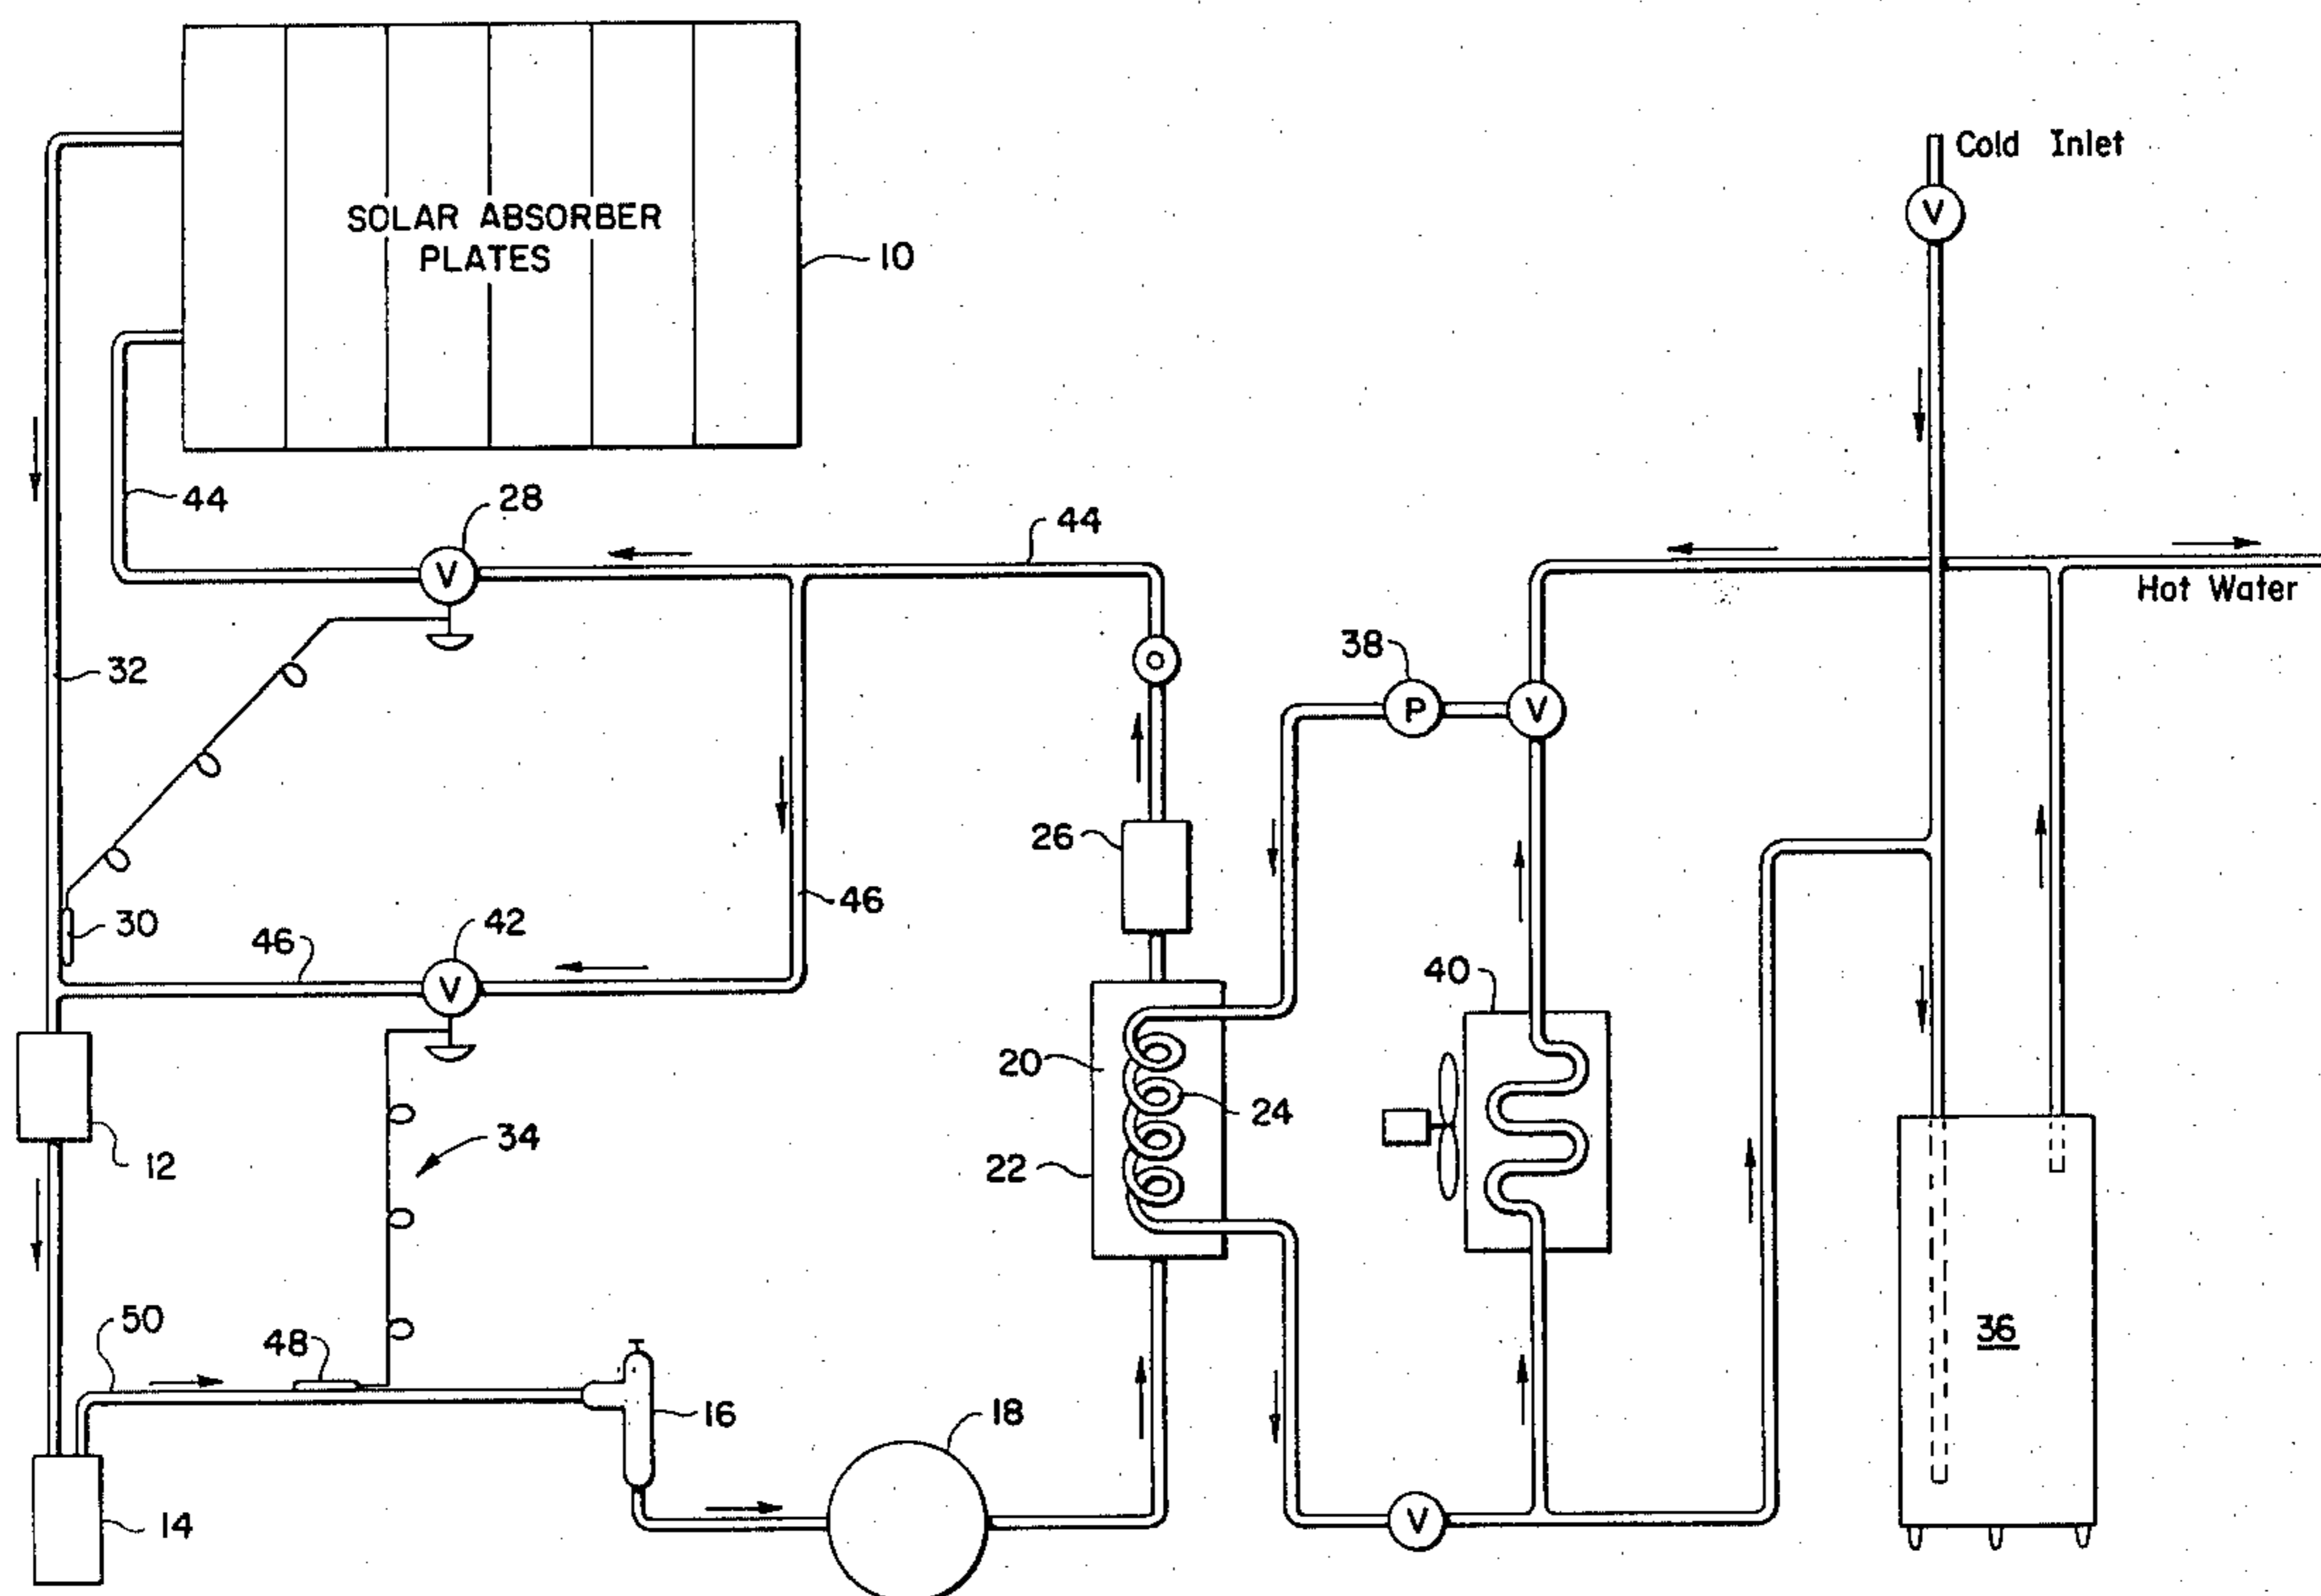 Cold Inlet
V
SOLAR ABSORBER
PLATES
10
44
28
44
V
Hot Water
38
32
P
V
26
46
30
46
42
V
40
20
24
34
12
22
50
48
36
16
18
14
V